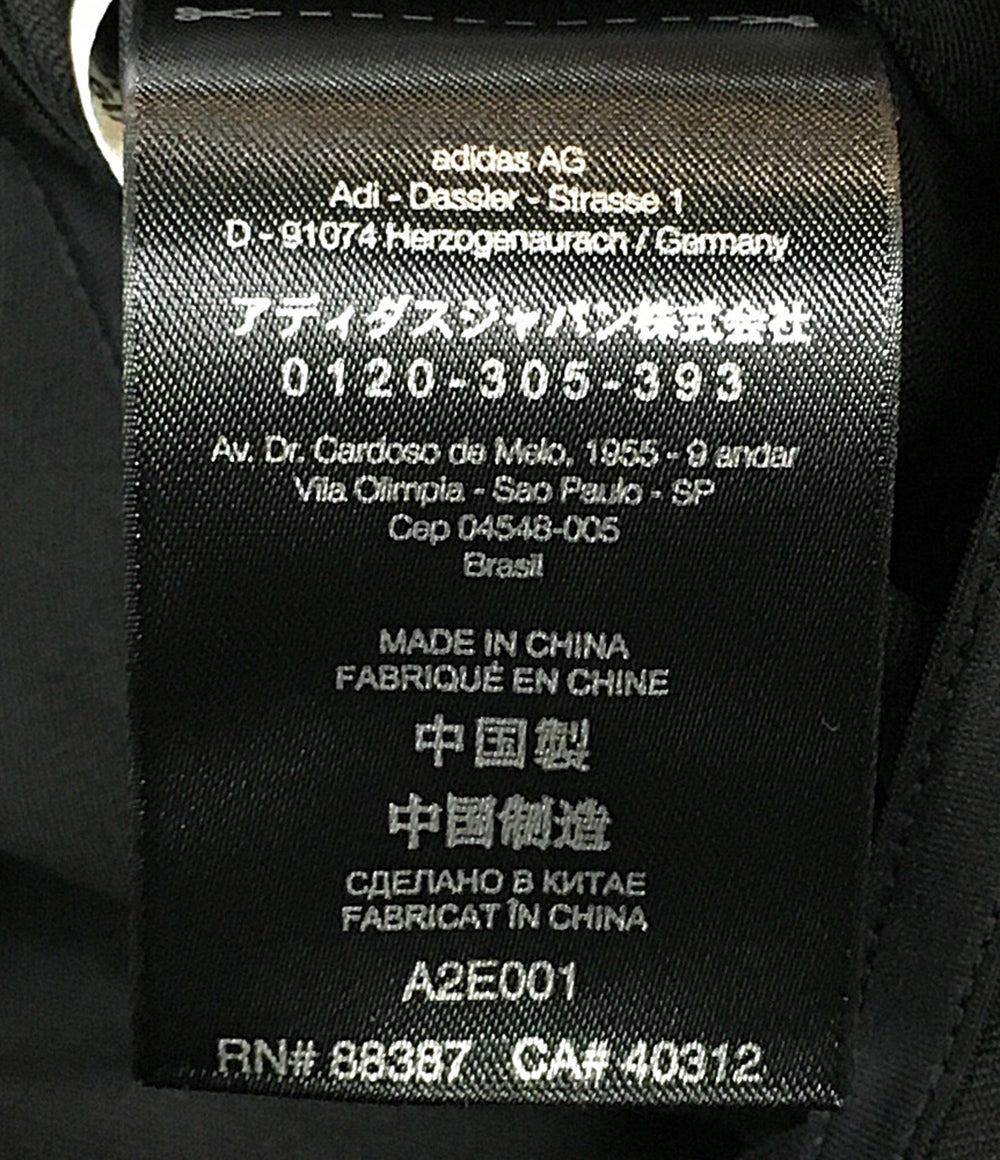 adidas AG
Adi - Dassler - Strasse 1
D - 91074 Herzogenaurach / Germany
アディダスジャパン株式会社
0120-305-393
Av. Dr. Cardoso de Melo, 1955 - 9 andar
Vila Olimpia - Sao Paulo - SP
Cep 04548-005
Brasil
MADE IN CHINA
FABRIQUÉ EN CHINE
中国製
中国制造
СДЕЛАНО В КИТАЕ
FABRICAT ÎN CHINA
A2E001
RN# 88387 CA# 40312